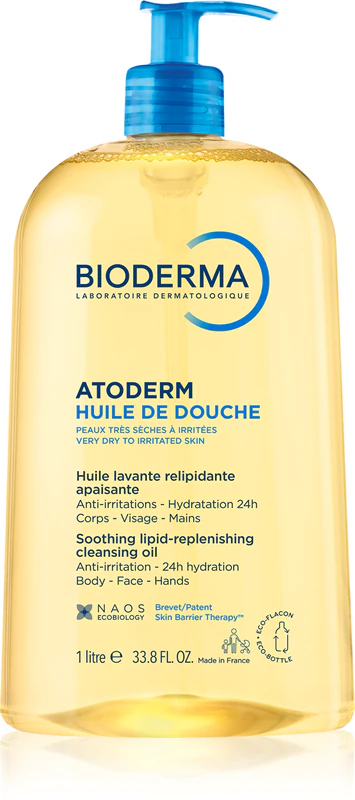 BIODERMA
LABORATOIRE DERMATOLOGIQUE
ATODERM
HUILE DE DOUCHE
PEAUX TRÈS SÈCHES À IRRITÉES
VERY DRY TO IRRITATED SKIN
Huile lavante relipidante
apaisante
Anti-irritations - Hydratation 24h
Corps - Visage - Mains
Soothing lipid-replenishing
cleansing oil
Anti-irritation - 24h hydration
Body - Face - Hands
NAOS
ECOBIOLOGY
Brevet/Patent
Skin Barrier Therapy™
1 litre ℮ 33.8 FL. OZ.
Made in France
ECO-FLACON
ECO-BOTTLE